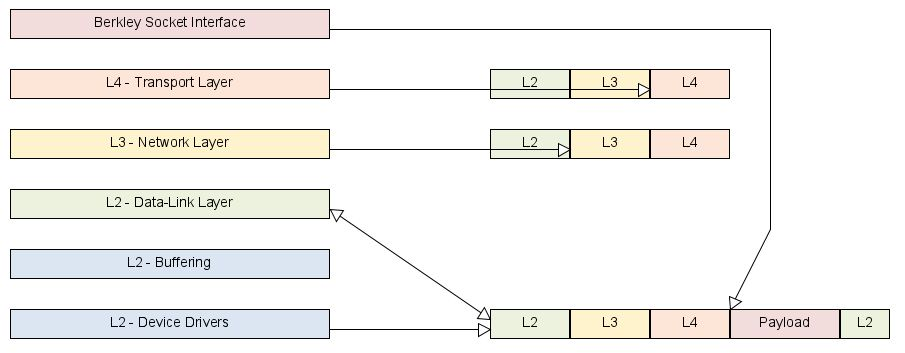 Berkley Socket Interface
L4 - Transport Layer
L2 L3 L4
L3 - Network Layer
L2 L3 L4
L2 - Data-Link Layer
L2 - Buffering
L2 - Device Drivers
L2 L3 L4 Payload L2